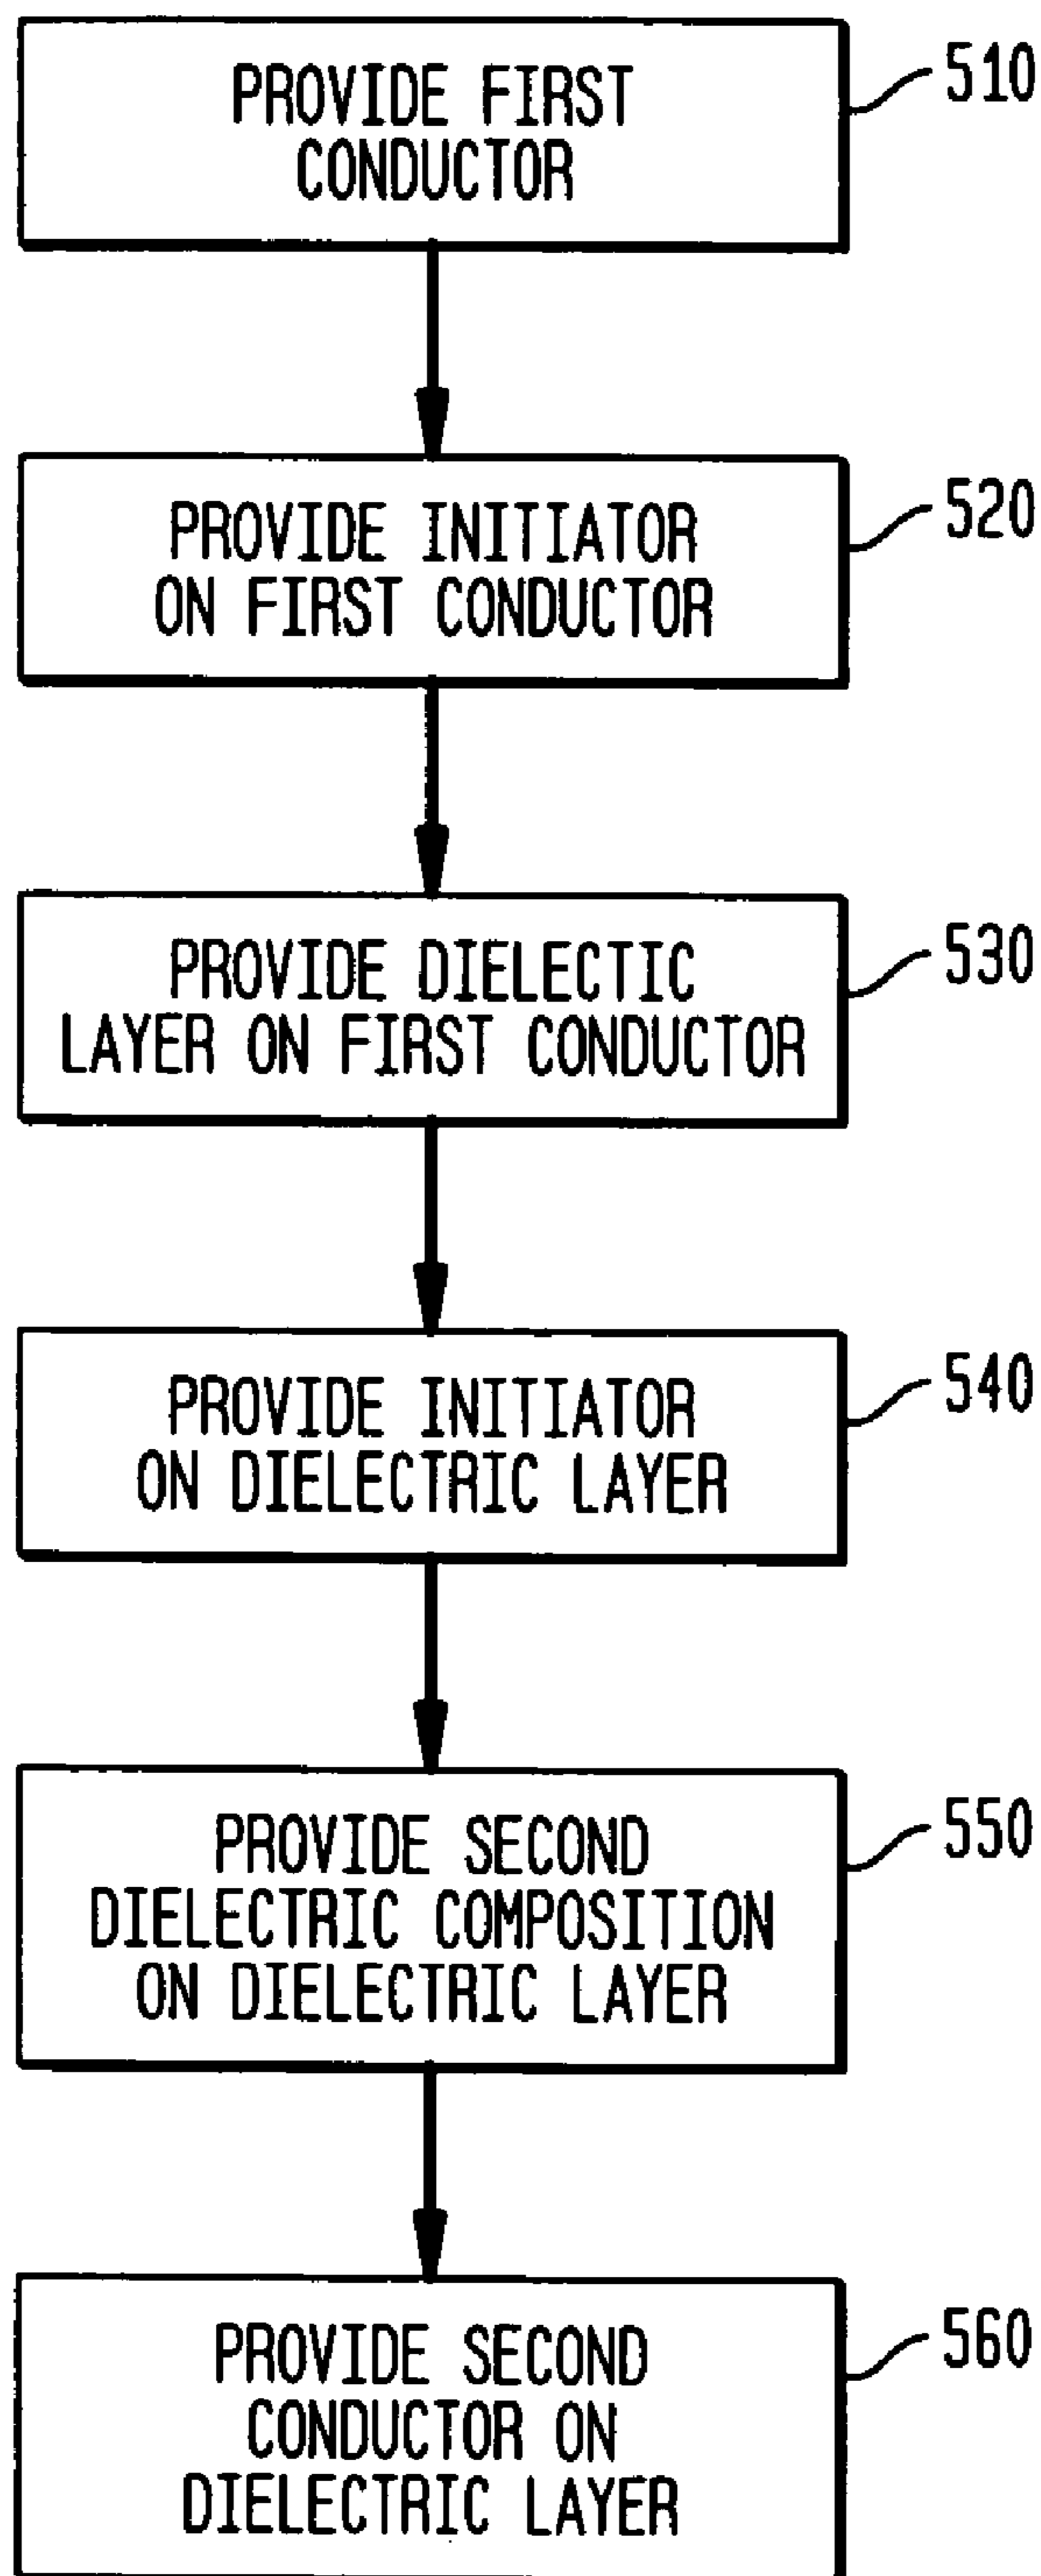 PROVIDE FIRST
CONDUCTOR
510
PROVIDE INITIATOR
ON FIRST CONDUCTOR
520
PROVIDE DIELECTIC
LAYER ON FIRST CONDUCTOR
530
PROVIDE INITIATOR
ON DIELECTRIC LAYER
540
PROVIDE SECOND
DIELECTRIC COMPOSITION
ON DIELECTRIC LAYER
550
PROVIDE SECOND
CONDUCTOR ON
DIELECTRIC LAYER
560